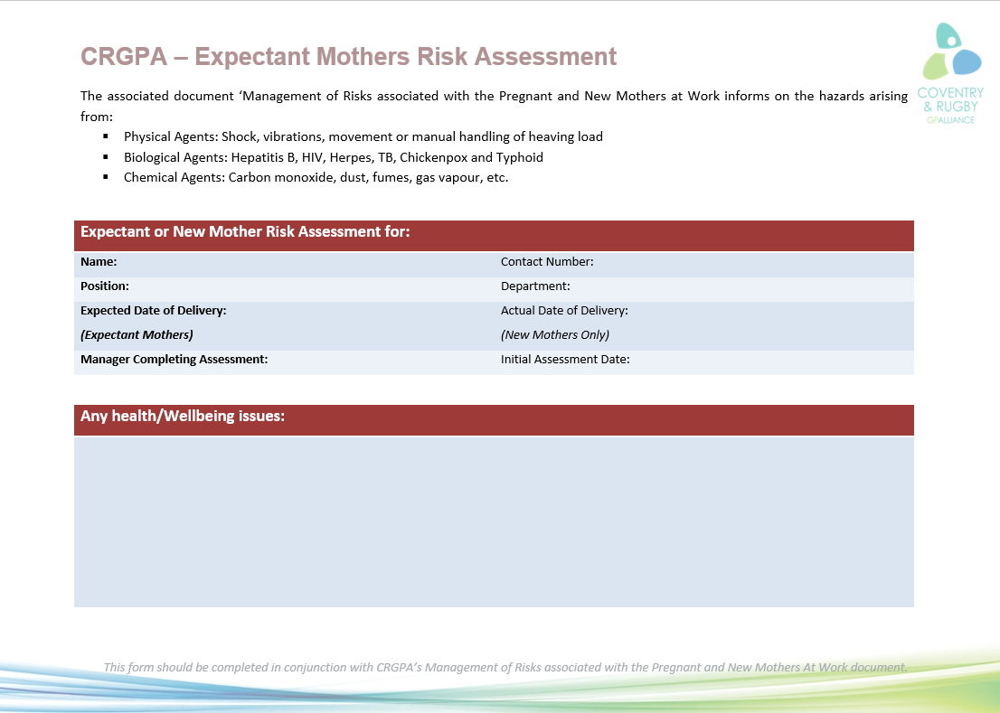 CRGPA – Expectant Mothers Risk Assessment
COVENTRY
& RUGBY
GPALLIANCE
The associated document ‘Management of Risks associated with the Pregnant and New Mothers at Work informs on the hazards arising
from:
▪ Physical Agents: Shock, vibrations, movement or manual handling of heaving load
▪ Biological Agents: Hepatitis B, HIV, Herpes, TB, Chickenpox and Typhoid
▪ Chemical Agents: Carbon monoxide, dust, fumes, gas vapour, etc.
Expectant or New Mother Risk Assessment for:
Name: Contact Number:
Position: Department:
Expected Date of Delivery: Actual Date of Delivery:
(Expectant Mothers) (New Mothers Only)
Manager Completing Assessment: Initial Assessment Date:
Any health/Wellbeing issues:
This form should be completed in conjunction with CRGPA’s Management of Risks associated with the Pregnant and New Mothers At Work document.